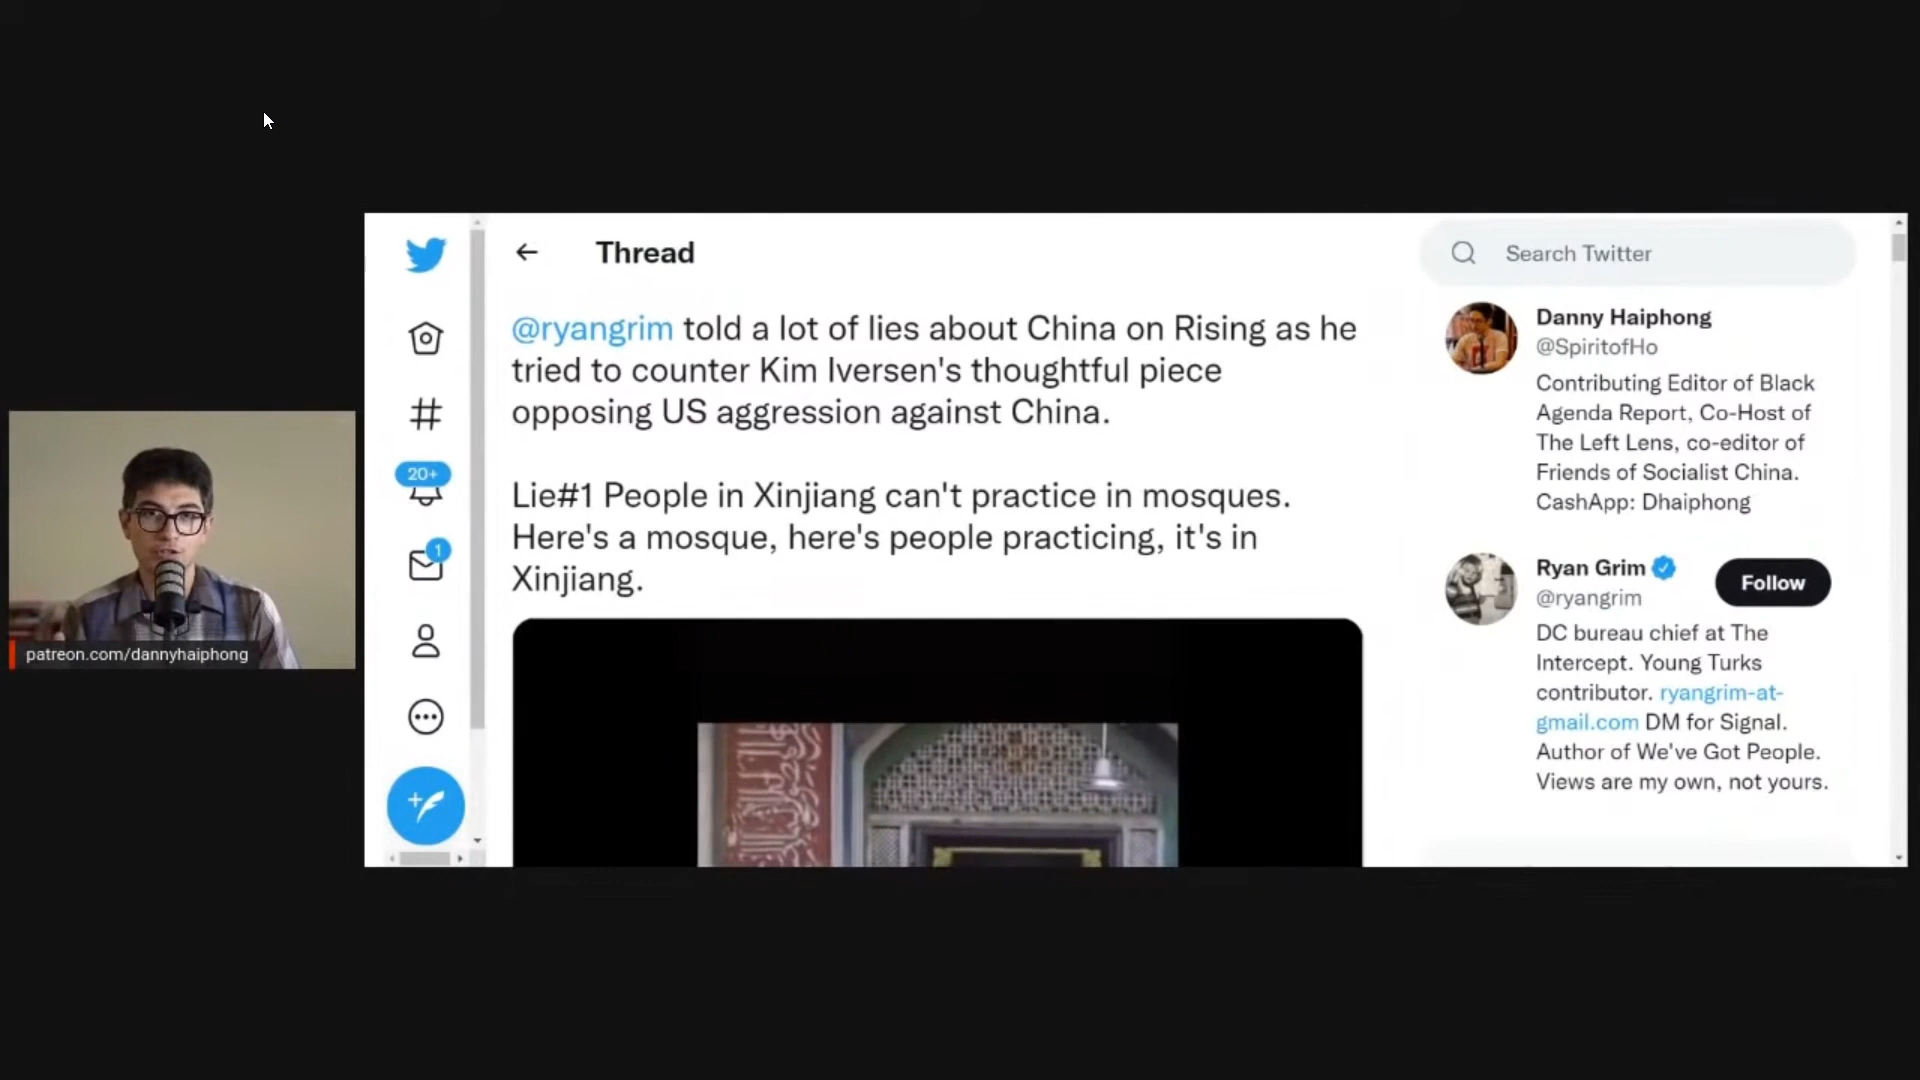 Thread
@ryangrim told a lot of lies about China on Rising as he
tried to counter Kim Iversen's thoughtful piece
opposing US aggression against China.
Lie#1 People in Xinjiang can't practice in mosques.
Here's a mosque, here's people practicing, it's in
Xinjiang.
20+
1
patreon.com/dannyhaiphong
Search Twitter
Danny Haiphong
@SpiritofHo
Contributing Editor of Black
Agenda Report, Co-Host of
The Left Lens, co-editor of
Friends of Socialist China.
CashApp: Dhaiphong
Ryan Grim
@ryangrim
Follow
DC bureau chief at The
Intercept. Young Turks
contributor. ryangrim-at-
gmail.com DM for Signal.
Author of We've Got People.
Views are my own, not yours.